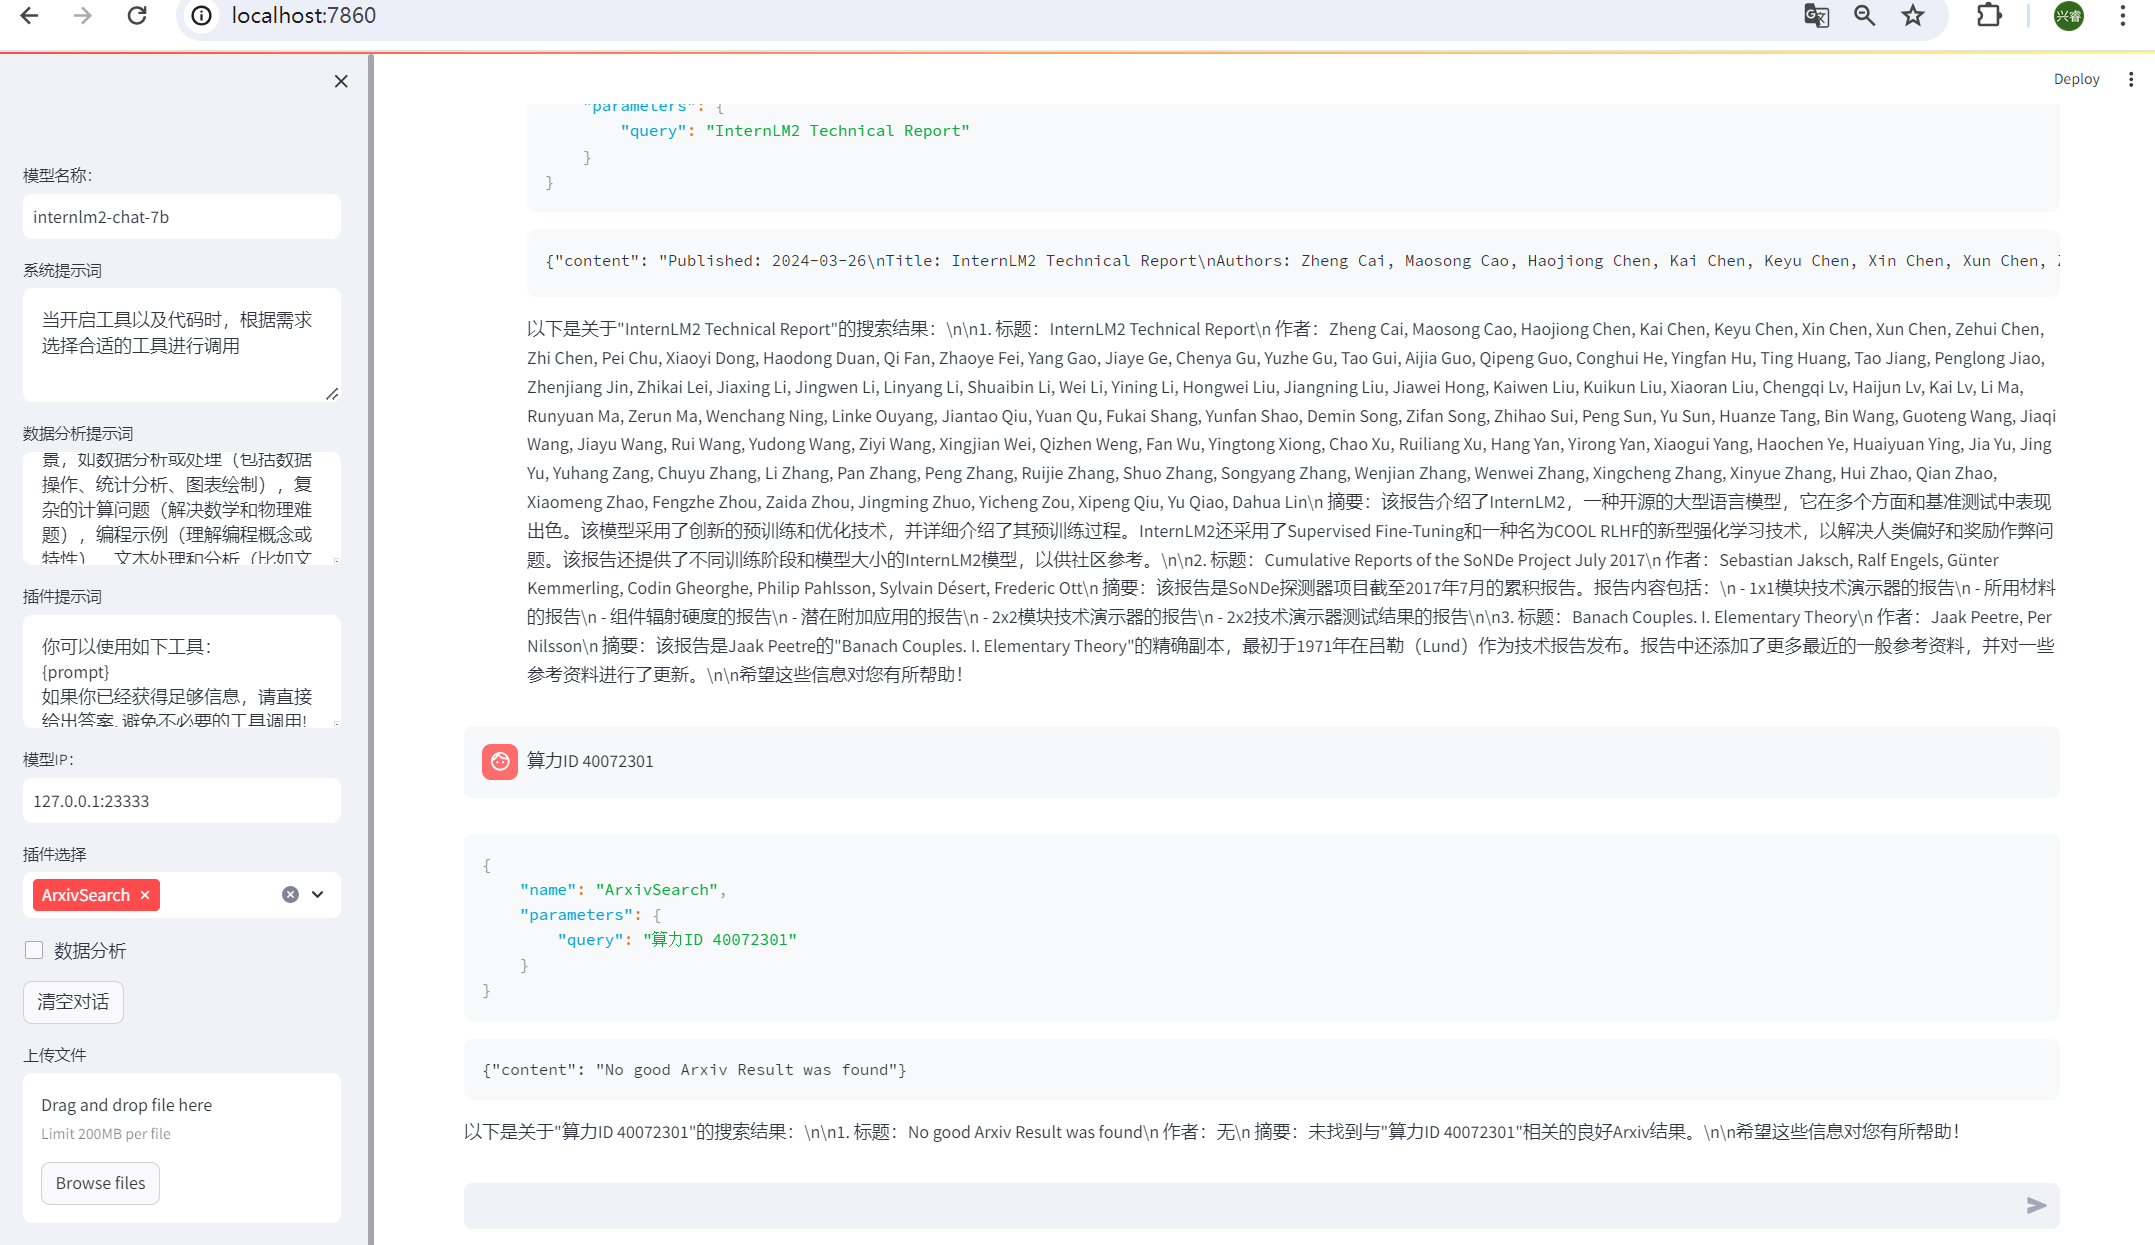 localhost:7860
兴睿
Deploy
模型名称：
internlm2-chat-7b
系统提示词
当开启工具以及代码时，根据需求
选择合适的工具进行调用
数据分析提示词
景，如数据分析或处理（包括数据
操作、统计分析、图表绘制），复
杂的计算问题（解决数学和物理难
题），编程示例（理解编程概念或
特性），文本处理和分析（比如文
插件提示词
你可以使用如下工具：
{prompt}
如果你已经获得足够信息，请直接
给出答案. 避免不必要的工具调用!
模型IP：
127.0.0.1:23333
插件选择
ArxivSearch
数据分析
清空对话
上传文件
Drag and drop file here
Limit 200MB per file
Browse files
"parameters": {
"query": "InternLM2 Technical Report"
}
}
{"content": "Published: 2024-03-26\nTitle: InternLM2 Technical Report\nAuthors: Zheng Cai, Maosong Cao, Haojiong Chen, Kai Chen, Keyu Chen, Xin Chen, Xun Chen,
以下是关于"InternLM2 Technical Report"的搜索结果：\n\n1. 标题：InternLM2 Technical Report\n 作者：Zheng Cai, Maosong Cao, Haojiong Chen, Kai Chen, Keyu Chen, Xin Chen, Xun Chen, Zehui Chen,
Zhi Chen, Pei Chu, Xiaoyi Dong, Haodong Duan, Qi Fan, Zhaoye Fei, Yang Gao, Jiaye Ge, Chenya Gu, Yuzhe Gu, Tao Gui, Aijia Guo, Qipeng Guo, Conghui He, Yingfan Hu, Ting Huang, Tao Jiang, Penglong Jiao,
Zhenjiang Jin, Zhikai Lei, Jiaxing Li, Jingwen Li, Linyang Li, Shuaibin Li, Wei Li, Yining Li, Hongwei Liu, Jiangning Liu, Jiawei Hong, Kaiwen Liu, Kuikun Liu, Xiaoran Liu, Chengqi Lv, Haijun Lv, Kai Lv, Li Ma,
Runyuan Ma, Zerun Ma, Wenchang Ning, Linke Ouyang, Jiantao Qiu, Yuan Qu, Fukai Shang, Yunfan Shao, Demin Song, Zifan Song, Zhihao Sui, Peng Sun, Yu Sun, Huanze Tang, Bin Wang, Guoteng Wang, Jiaqi
Wang, Jiayu Wang, Rui Wang, Yudong Wang, Ziyi Wang, Xingjian Wei, Qizhen Weng, Fan Wu, Yingtong Xiong, Chao Xu, Ruiliang Xu, Hang Yan, Yirong Yan, Xiaogui Yang, Haochen Ye, Huaiyuan Ying, Jia Yu, Jing
Yu, Yuhang Zang, Chuyu Zhang, Li Zhang, Pan Zhang, Peng Zhang, Ruijie Zhang, Shuo Zhang, Songyang Zhang, Wenjian Zhang, Wenwei Zhang, Xingcheng Zhang, Xinyue Zhang, Hui Zhao, Qian Zhao,
Xiaomeng Zhao, Fengzhe Zhou, Zaida Zhou, Jingming Zhuo, Yicheng Zou, Xipeng Qiu, Yu Qiao, Dahua Lin\n 摘要：该报告介绍了InternLM2，一种开源的大型语言模型，它在多个方面和基准测试中表现
出色。该模型采用了创新的预训练和优化技术，并详细介绍了其预训练过程。InternLM2还采用了Supervised Fine-Tuning和一种名为COOL RLHF的新型强化学习技术，以解决人类偏好和奖励作弊问
题。该报告还提供了不同训练阶段和模型大小的InternLM2模型，以供社区参考。\n\n2. 标题：Cumulative Reports of the SoNDe Project July 2017\n 作者：Sebastian Jaksch, Ralf Engels, Günter
Kemmerling, Codin Gheorghe, Philip Pahlsson, Sylvain Désert, Frederic Ott\n 摘要：该报告是SoNDe探测器项目截至2017年7月的累积报告。报告内容包括：\n - 1x1模块技术演示器的报告\n - 所用材料
的报告\n - 组件辐射硬度的报告\n - 潜在附加应用的报告\n - 2x2模块技术演示器的报告\n - 2x2技术演示器测试结果的报告\n\n3. 标题：Banach Couples. I. Elementary Theory\n 作者：Jaak Peetre, Per
Nilsson\n 摘要：该报告是Jaak Peetre的"Banach Couples. I. Elementary Theory"的精确副本，最初于1971年在吕勒（Lund）作为技术报告发布。报告中还添加了更多最近的一般参考资料，并对一些
参考资料进行了更新。\n\n希望这些信息对您有所帮助！
算力ID 40072301
{
"name": "ArxivSearch",
"parameters": {
"query": "算力ID 40072301"
}
}
{"content": "No good Arxiv Result was found"}
以下是关于"算力ID 40072301"的搜索结果：\n\n1. 标题：No good Arxiv Result was found\n 作者：无\n 摘要：未找到与"算力ID 40072301"相关的良好Arxiv结果。\n\n希望这些信息对您有所帮助！